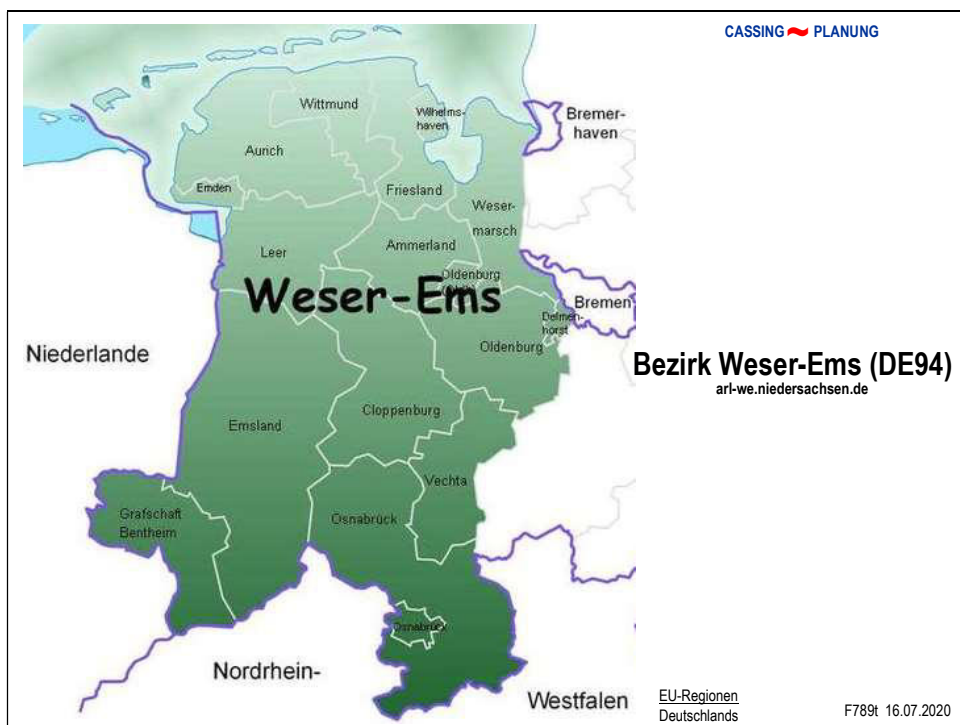 CASSING PLANUNG
Wittmund
Wilhelms-
haven
Bremer-
haven
Aurich
Emden
Friesland
Weser-
marsch
Leer
Ammerland
Oldenburg
Weser-Ems
Bremen
Delmen-
horst
Oldenburg
Niederlande
Bezirk Weser-Ems (DE94)
arl-we.niedersachsen.de
Cloppenburg
Emsland
Vechta
Grafschaft
Bentheim
Osnabrück
Osnabrück
Nordrhein-
Westfalen
EU-Regionen
Deutschlands
F789t 16.07.2020